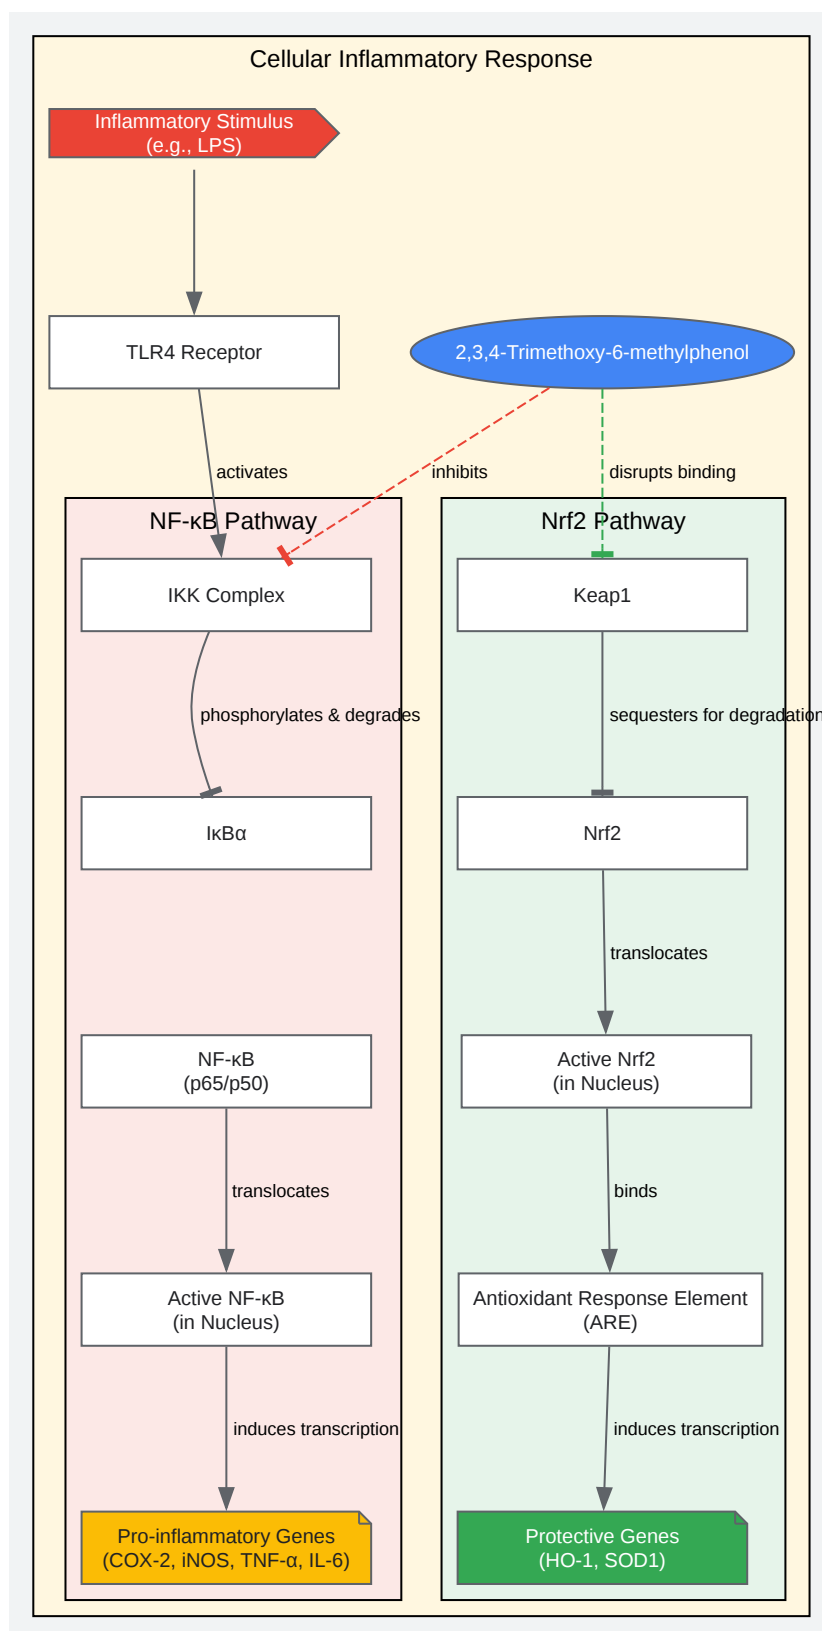 Cellular Inflammatory Response
Inflammatory Stimulus
(e.g., LPS)
TLR4 Receptor
2,3,4-Trimethoxy-6-methylphenol
activates
inhibits
disrupts binding
NF-κB Pathway
Nrf2 Pathway
IKK Complex
Keap1
phosphorylates & degrades
sequesters for degradation
IκBα
Nrf2
translocates
NF-κB
(p65/p50)
Active Nrf2
(in Nucleus)
translocates
binds
Active NF-κB
(in Nucleus)
Antioxidant Response Element
(ARE)
induces transcription
induces transcription
Pro-inflammatory Genes
(COX-2, iNOS, TNF-α, IL-6)
Protective Genes
(HO-1, SOD1)